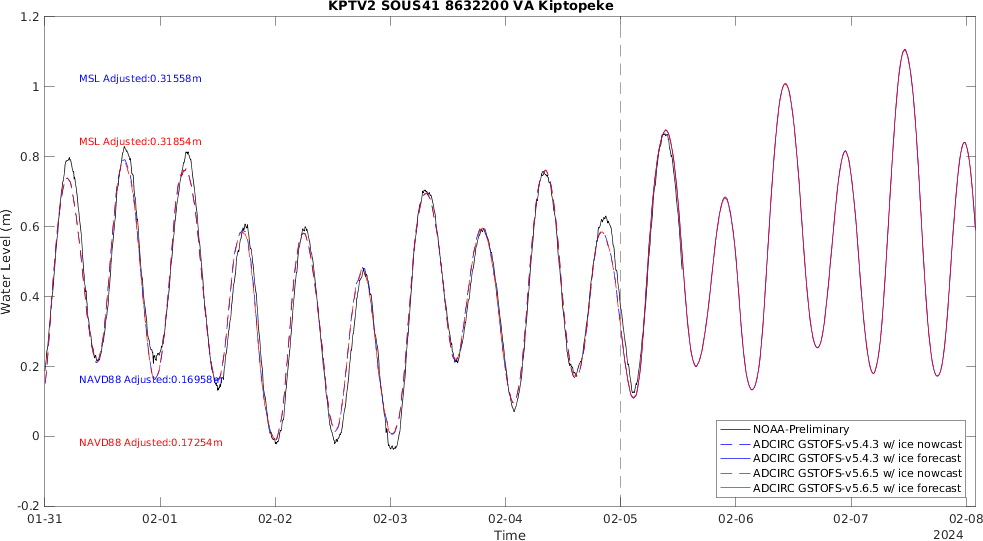 KPTV2 SOUS41 8632200 VA Kiptopeke
1.2
1
0.8
0.6
0.4
0.2
0
-0.2
Water Level (m)
MSL Adjusted:0.31558m
MSL Adjusted:0.31854m
NAVD88 Adjusted:0.16958m
NAVD88 Adjusted:0.17254m
NOAA-Preliminary
ADCIRC GSTOFS-v5.4.3 w/ ice nowcast
ADCIRC GSTOFS-v5.4.3 w/ ice forecast
ADCIRC GSTOFS-v5.6.5 w/ ice nowcast
ADCIRC GSTOFS-v5.6.5 w/ ice forecast
01-31 02-01 02-02 02-03 02-04 02-05 02-06 02-07 02-08
Time
2024